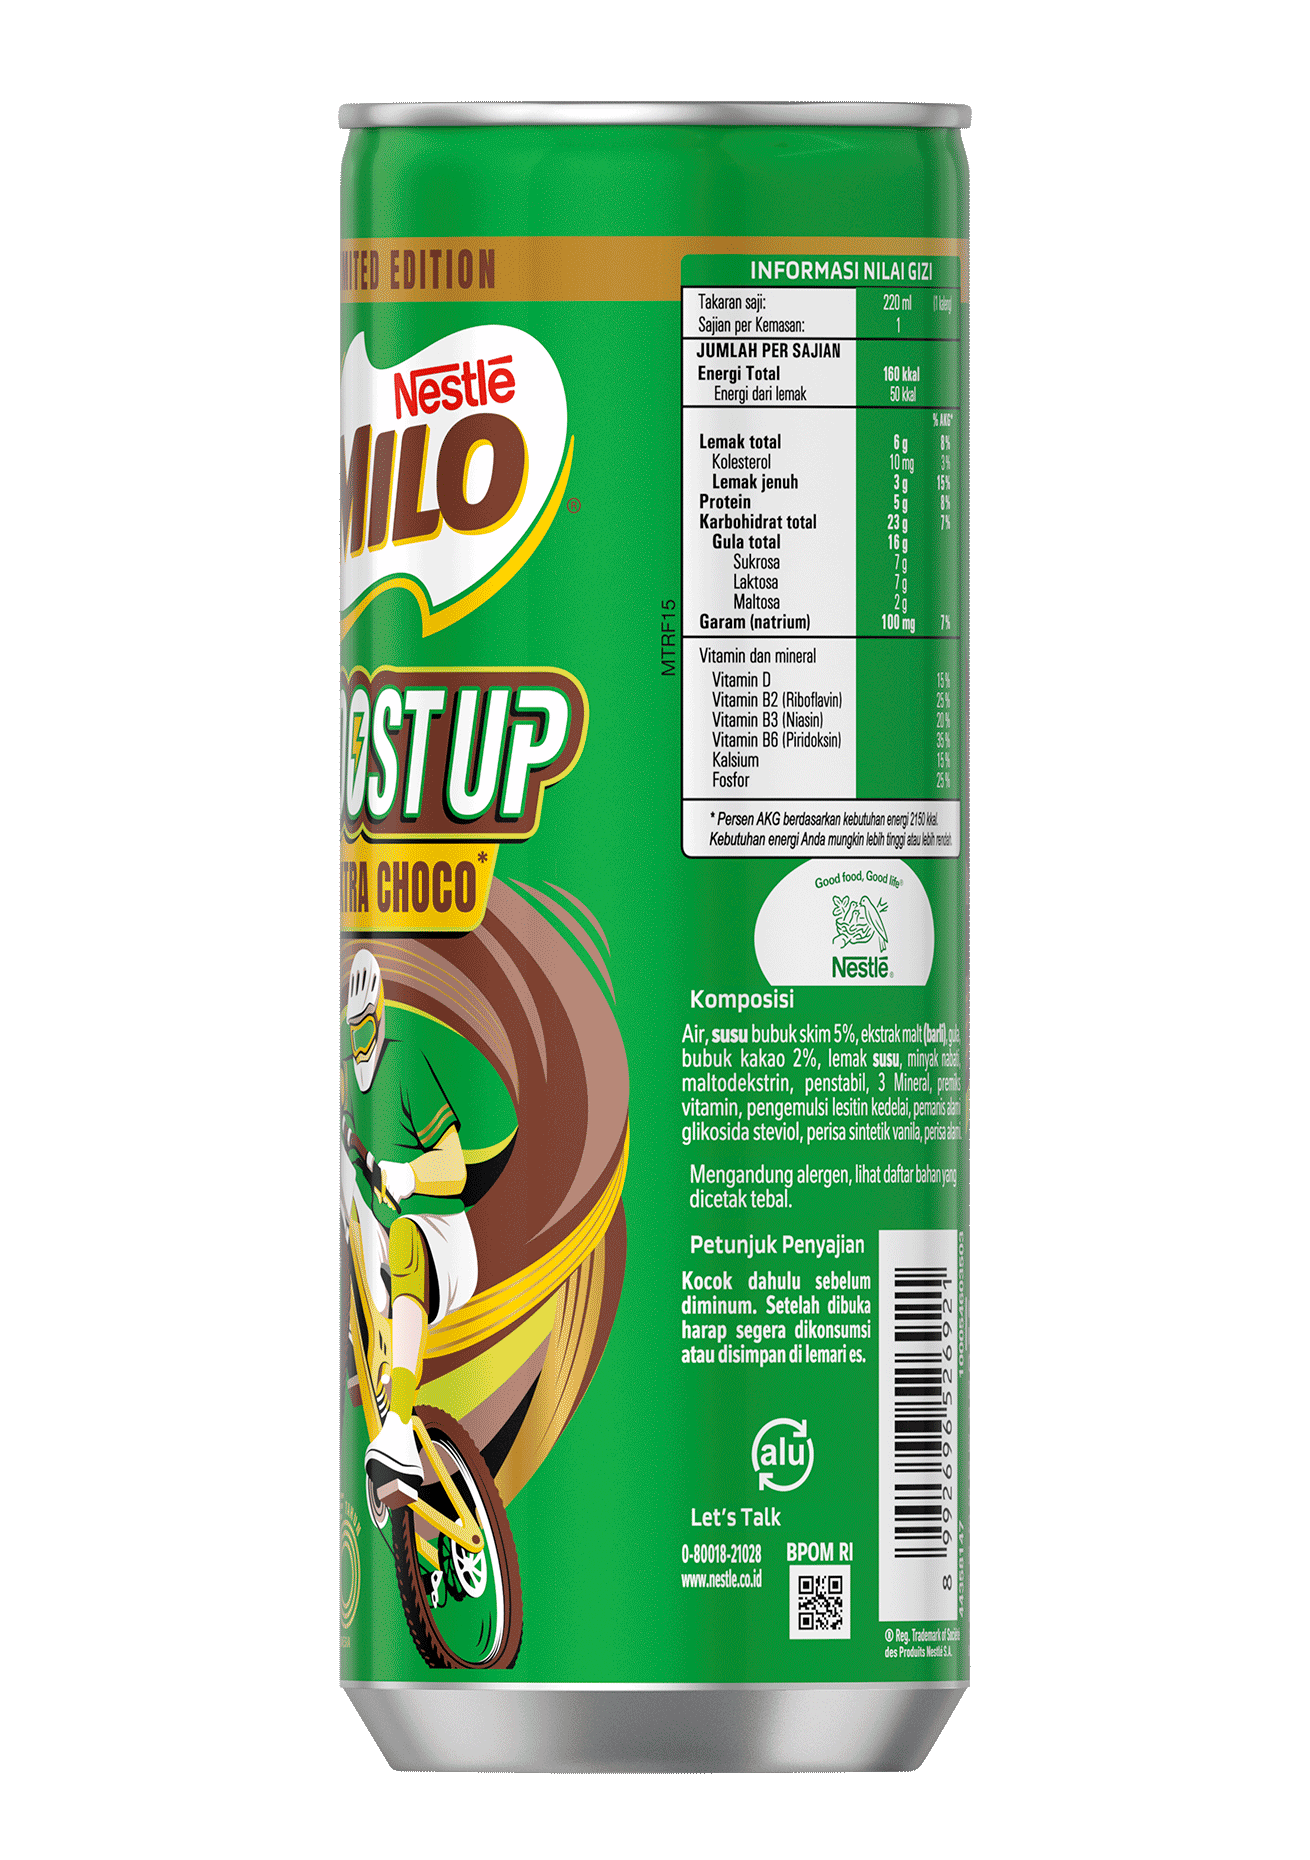 MITED EDITION
Nestlé
MILO
®
OOST UP
TRA CHOCO*
MTRF15
INFORMASI NILAI GIZI
Takaran saji: 220 ml (1 kaleng)
Sajian per Kemasan: 1
JUMLAH PER SAJIAN
Energi Total 160 kkal
Energi dari lemak 50 kkal
% AKG*
Lemak total 6 g 8%
Kolesterol 10 mg 3%
Lemak jenuh 3 g 15%
Protein 5 g 8%
Karbohidrat total 23 g 7%
Gula total 16 g
Sukrosa 7 g
Laktosa 7 g
Maltosa 2 g
Garam (natrium) 100 mg 7%
Vitamin dan mineral
Vitamin D 15%
Vitamin B2 (Riboflavin) 25%
Vitamin B3 (Niasin) 20%
Vitamin B6 (Piridoksin) 35%
Kalsium 15%
Fosfor 25%
* Persen AKG berdasarkan kebutuhan energi 2150 kkal.
Kebutuhan energi Anda mungkin lebih tinggi atau lebih rendah.
Good food, Good life®
Nestlé®
Komposisi
Air, susu bubuk skim 5%, ekstrak malt (barli), gula,
bubuk kakao 2%, lemak susu, minyak nabati,
maltodekstrin, penstabil, 3 Mineral, premiks
vitamin, pengemulsi lesitin kedelai, pemanis alami
glikosida steviol, perisa sintetik vanila, perisa alami.
Mengandung alergen, lihat daftar bahan yang
dicetak tebal.
Petunjuk Penyajian
Kocok dahulu sebelum
diminum. Setelah dibuka
harap segera dikonsumsi
atau disimpan di lemari es.
alu
Let's Talk
0-80018-21028
www.nestle.co.id
BPOM RI
8 992696 526921
44358147
100054603503
® Reg. Trademark of Société
des Produits Nestlé S.A.